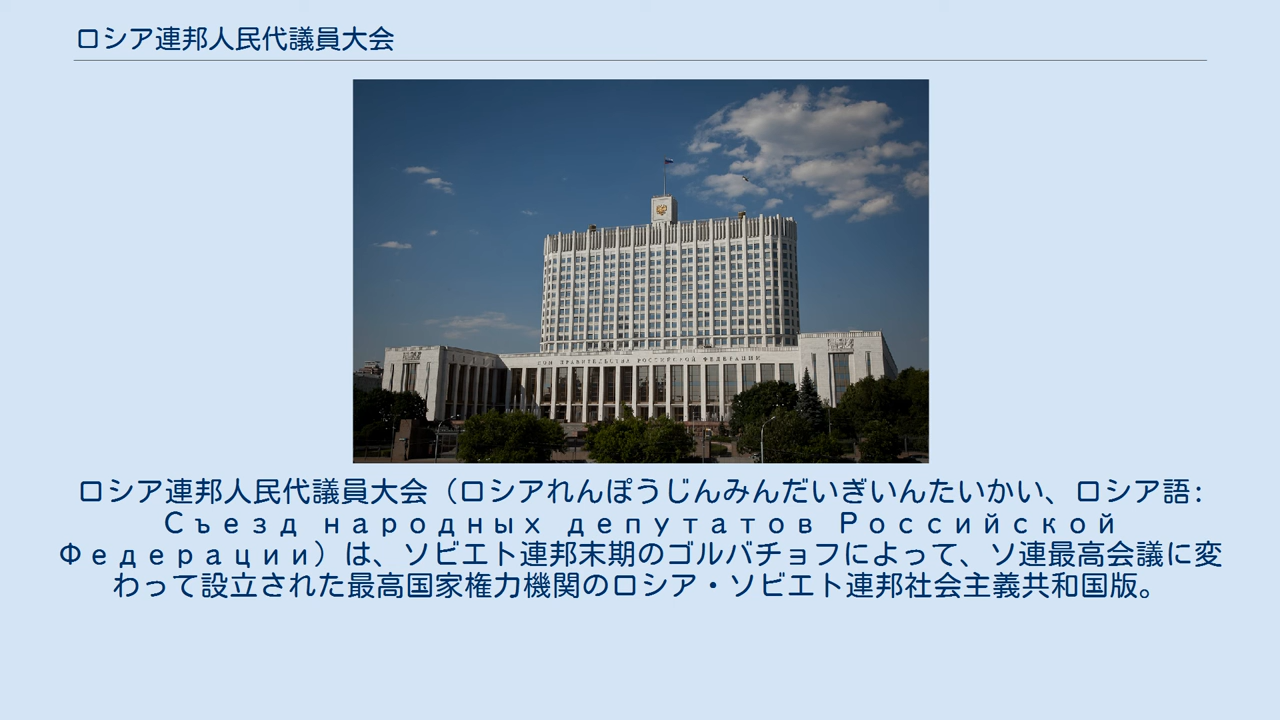 ロシア連邦人民代議員大会
ДОМ ПРАВИТЕЛЬСТВА РОССИЙСКОЙ ФЕДЕРАЦИИ
ロシア連邦人民代議員大会（ロシアれんぽうじんみんだいぎいんたいかい、ロシア語:
Съезд народных депутатов Российской
Федерации）は、ソビエト連邦末期のゴルバチョフによって、ソ連最高会議に変
わって設立された最高国家権力機関のロシア・ソビエト連邦社会主義共和国版。